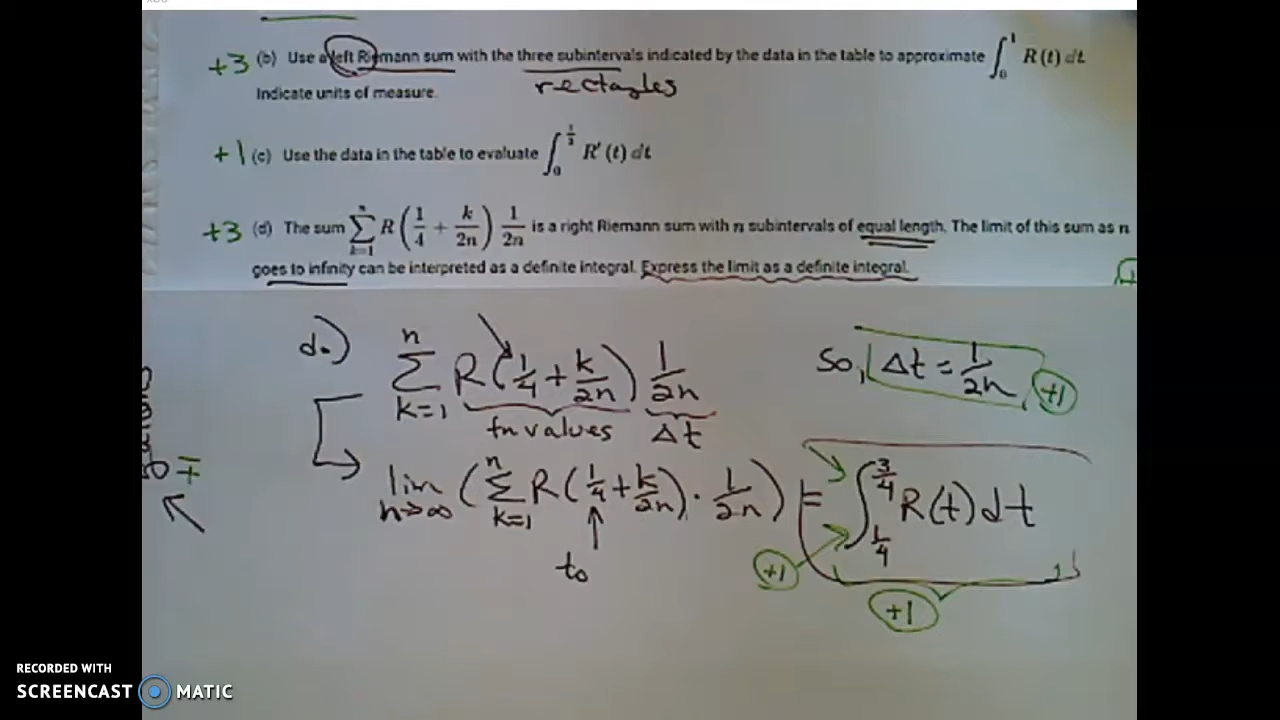 +3 (b) Use a left Riemann sum with the three subintervals indicated by the data in the table to approximate ∫₀¹ R(t) dt
Indicate units of measure.
rectagles
+1 (c) Use the data in the table to evaluate ∫₀^(1/2) R′(t) dt
+3 (d) The sum ∑_{k=1}^{n} R(1/4 + k/2n) 1/2n is a right Riemann sum with n subintervals of equal length. The limit of this sum as n
goes to infinity can be interpreted as a definite integral. Express the limit as a definite integral.
d.) ∑_{k=1}^{n} R(1/4 + k/2n) 1/2n
fn values Δt
So, Δt = 1/2n +1
lim_{n→∞} (∑_{k=1}^{n} R(1/4 + k/2n) · 1/2n) = ∫_{1/4}^{3/4} R(t)dt
t₀
+1
+1
RECORDED WITH
SCREENCAST MATIC